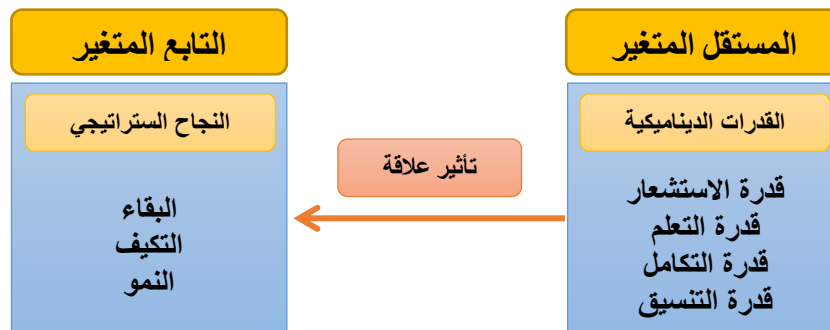 المستقل المتغير
القدرات الديناميكية
قدرة الاستشعار
قدرة التعلم
قدرة التكامل
قدرة التنسيق
تأثير علاقة
التابع المتغير
النجاح الستراتيجي
البقاء
التكيف
النمو